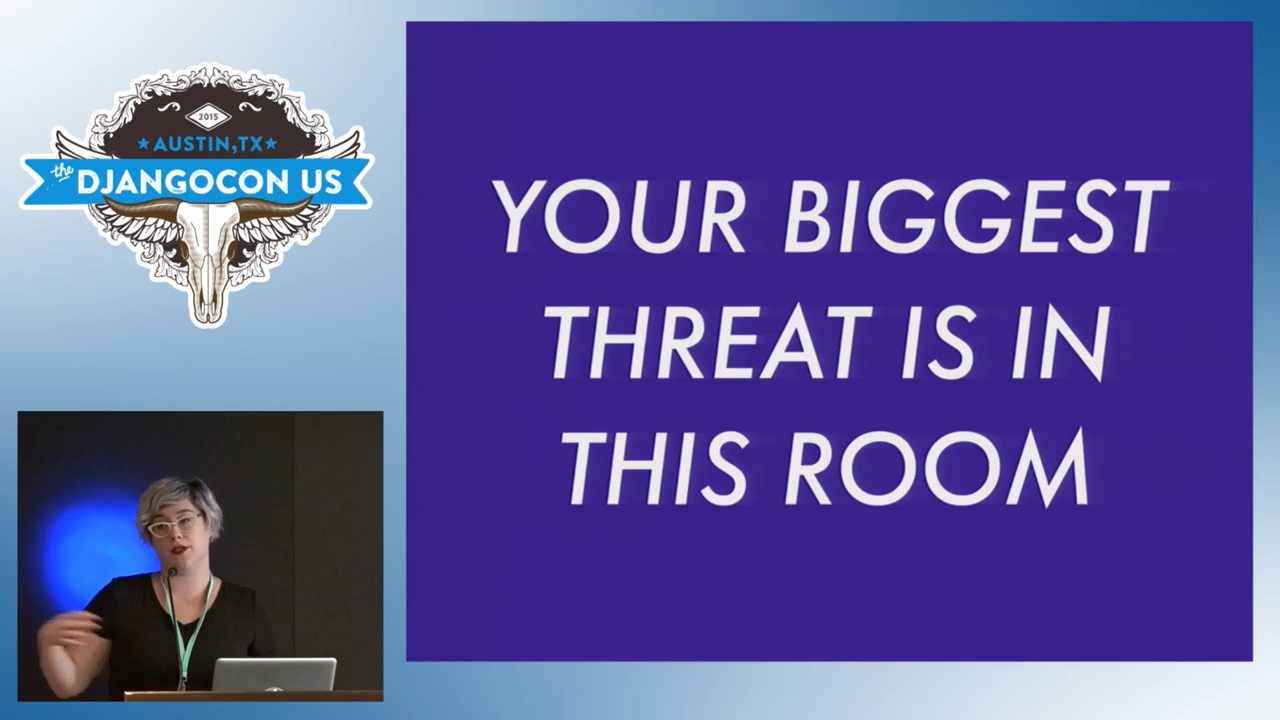 2015
AUSTIN, TX
the
DJANGOCON US
YOUR BIGGEST
THREAT IS IN
THIS ROOM